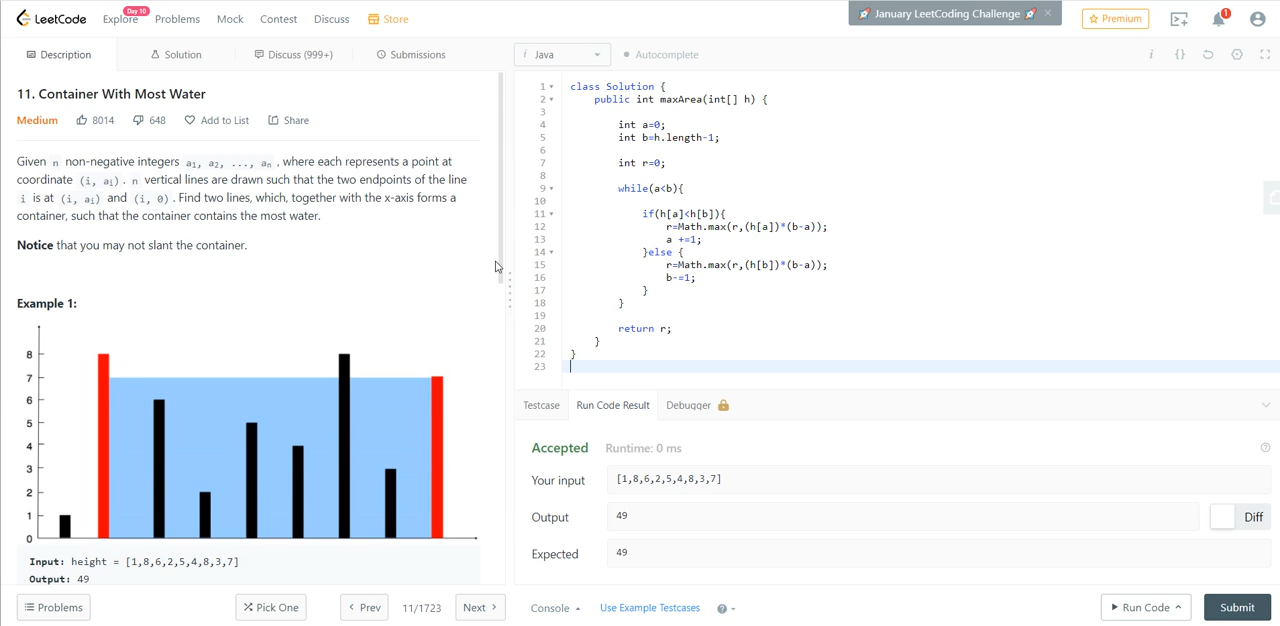 LeetCode
Explore
Day 10
Problems
Mock
Contest
Discuss
Store
🚀 January LeetCoding Challenge 🚀 ×
Premium
1
Description
Solution
Discuss (999+)
Submissions
i Java
Autocomplete
11. Container With Most Water
Medium 8014 648 Add to List Share
Given n non-negative integers a₁, a₂, ..., aₙ , where each represents a point at
coordinate (i, aᵢ) . n vertical lines are drawn such that the two endpoints of the line
i is at (i, aᵢ) and (i, 0) . Find two lines, which, together with the x-axis forms a
container, such that the container contains the most water.
Notice that you may not slant the container.
Example 1:
8
7
6
5
4
3
2
1
0
Input: height = [1,8,6,2,5,4,8,3,7]
Output: 49
1 class Solution {
2 public int maxArea(int[] h) {
3
4 int a=0;
5 int b=h.length-1;
6
7 int r=0;
8
9 while(a<b){
10
11 if(h[a]<h[b]){
12 r=Math.max(r,(h[a])*(b-a));
13 a +=1;
14 }else {
15 r=Math.max(r,(h[b])*(b-a));
16 b-=1;
17 }
18 }
19
20 return r;
21 }
22 }
23
Testcase
Run Code Result
Debugger
Accepted Runtime: 0 ms
Your input [1,8,6,2,5,4,8,3,7]
Output 49 Diff
Expected 49
Problems
Pick One
< Prev
11/1723
Next >
Console
Use Example Testcases
Run Code
Submit